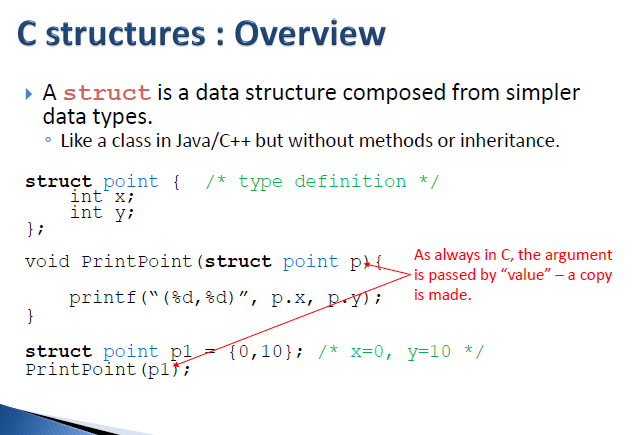 C structures : Overview
A struct is a data structure composed from simpler
data types.
Like a class in Java/C++ but without methods or inheritance.
struct point { /* type definition */
int x;
int y;
};
void PrintPoint(struct point p){
As always in C, the argument
is passed by “value” – a copy
is made.
printf(“(%d,%d)”, p.x, p.y);
}
struct point p1 = {0,10}; /* x=0, y=10 */
PrintPoint(p1);